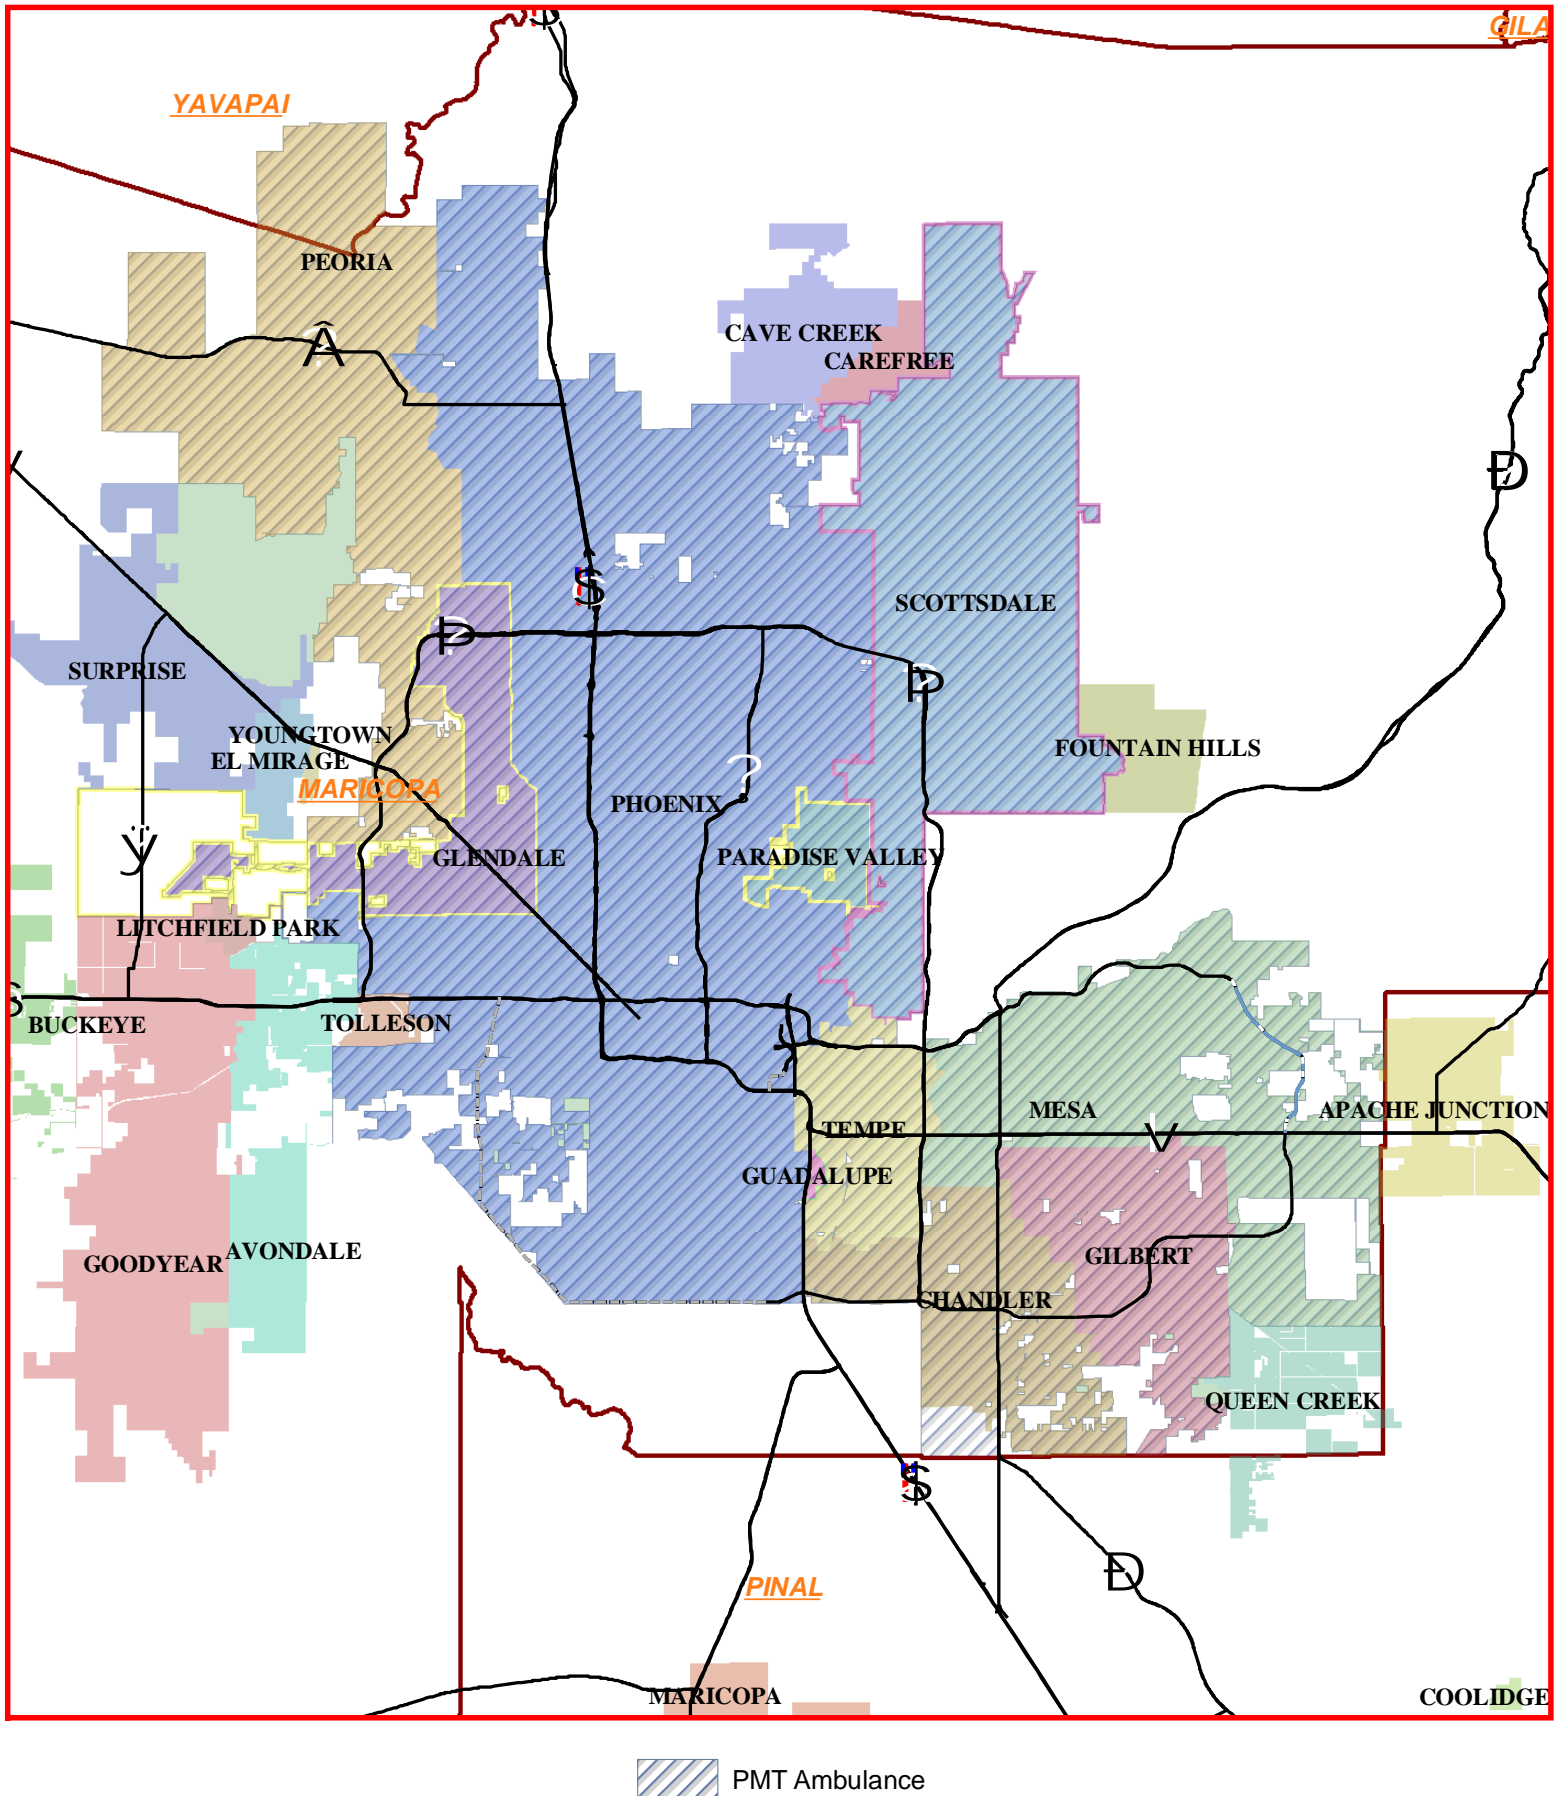 GILA
YAVAPAI
PEORIA
Â
CAVE CREEK
CAREFREE
Ð
$
SCOTTSDALE
SURPRISE
YOUNGTOWN
EL MIRAGE
MARICOPA
FOUNTAIN HILLS
?
PHOENIX
ÿ
GLENDALE
PARADISE VALLEY
LITCHFIELD PARK
BUCKEYE
TOLLESON
MESA
APACHE JUNCTION
V
TEMPE
GUADALUPE
GOODYEAR
AVONDALE
GILBERT
CHANDLER
QUEEN CREEK
$
Ð
PINAL
MARICOPA
COOLIDGE
PMT Ambulance